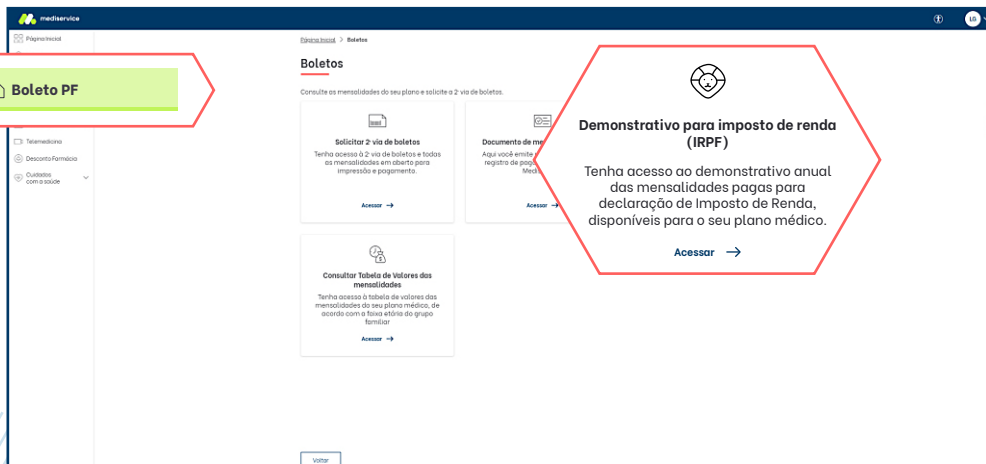 mediservice
LG
Página Inicial
Página Inicial > Boletos
Boletos
Boleto PF
Consulte as mensalidades do seu plano e solicite a 2ª via de boletos.
Solicitar 2ª via de boletos
Tenha acesso à 2ª via de boletos e todas
as mensalidades em aberto para
impressão e pagamento.
Acessar
Documento de me
Aqui você emite
registro de pag
Medi
Acessar
Demonstrativo para imposto de renda
(IRPF)
Tenha acesso ao demonstrativo anual
das mensalidades pagas para
declaração de Imposto de Renda,
disponíveis para o seu plano médico.
Acessar
Telemedicina
Desconto Farmácia
Cuidados
com a saúde
Consultar Tabela de Valores das
mensalidades
Tenha acesso à tabela de valores das
mensalidades do seu plano médico, de
acordo com a faixa etária do grupo
familiar
Acessar
Voltar